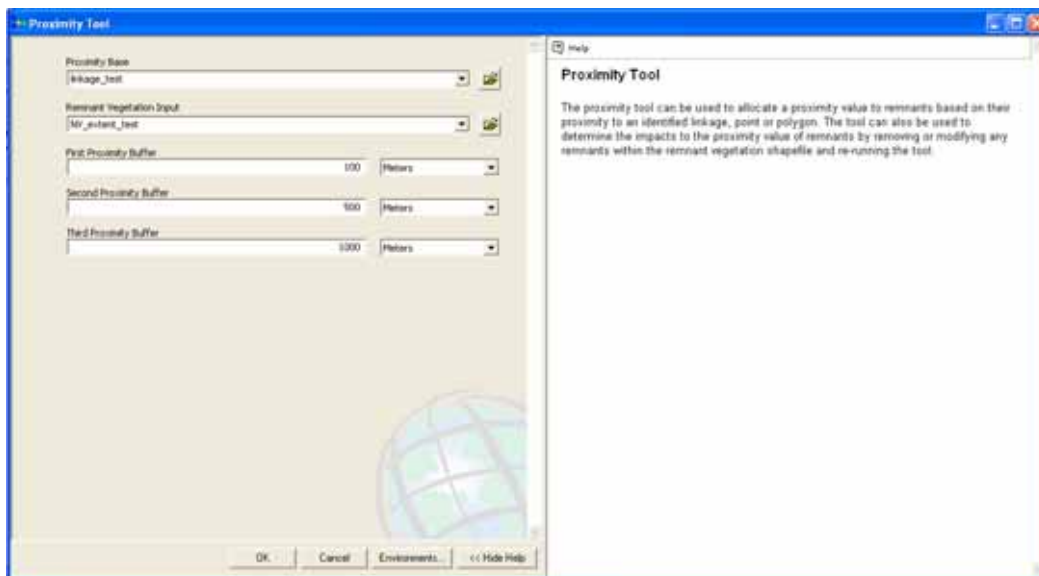 Proximity Tool
Proximity Base
linkage_test
Remnant Vegetation Input
NV_extent_test
First Proximity Buffer
100 Meters
Second Proximity Buffer
500 Meters
Third Proximity Buffer
1000 Meters
OK Cancel Environments... << Hide Help
Help
Proximity Tool
The proximity tool can be used to allocate a proximity value to remnants based on their
proximity to an identified linkage, point or polygon. The tool can also be used to
determine the impacts to the proximity value of remnants by removing or modifying any
remnants within the remnant vegetation shapefile and re-running the tool.